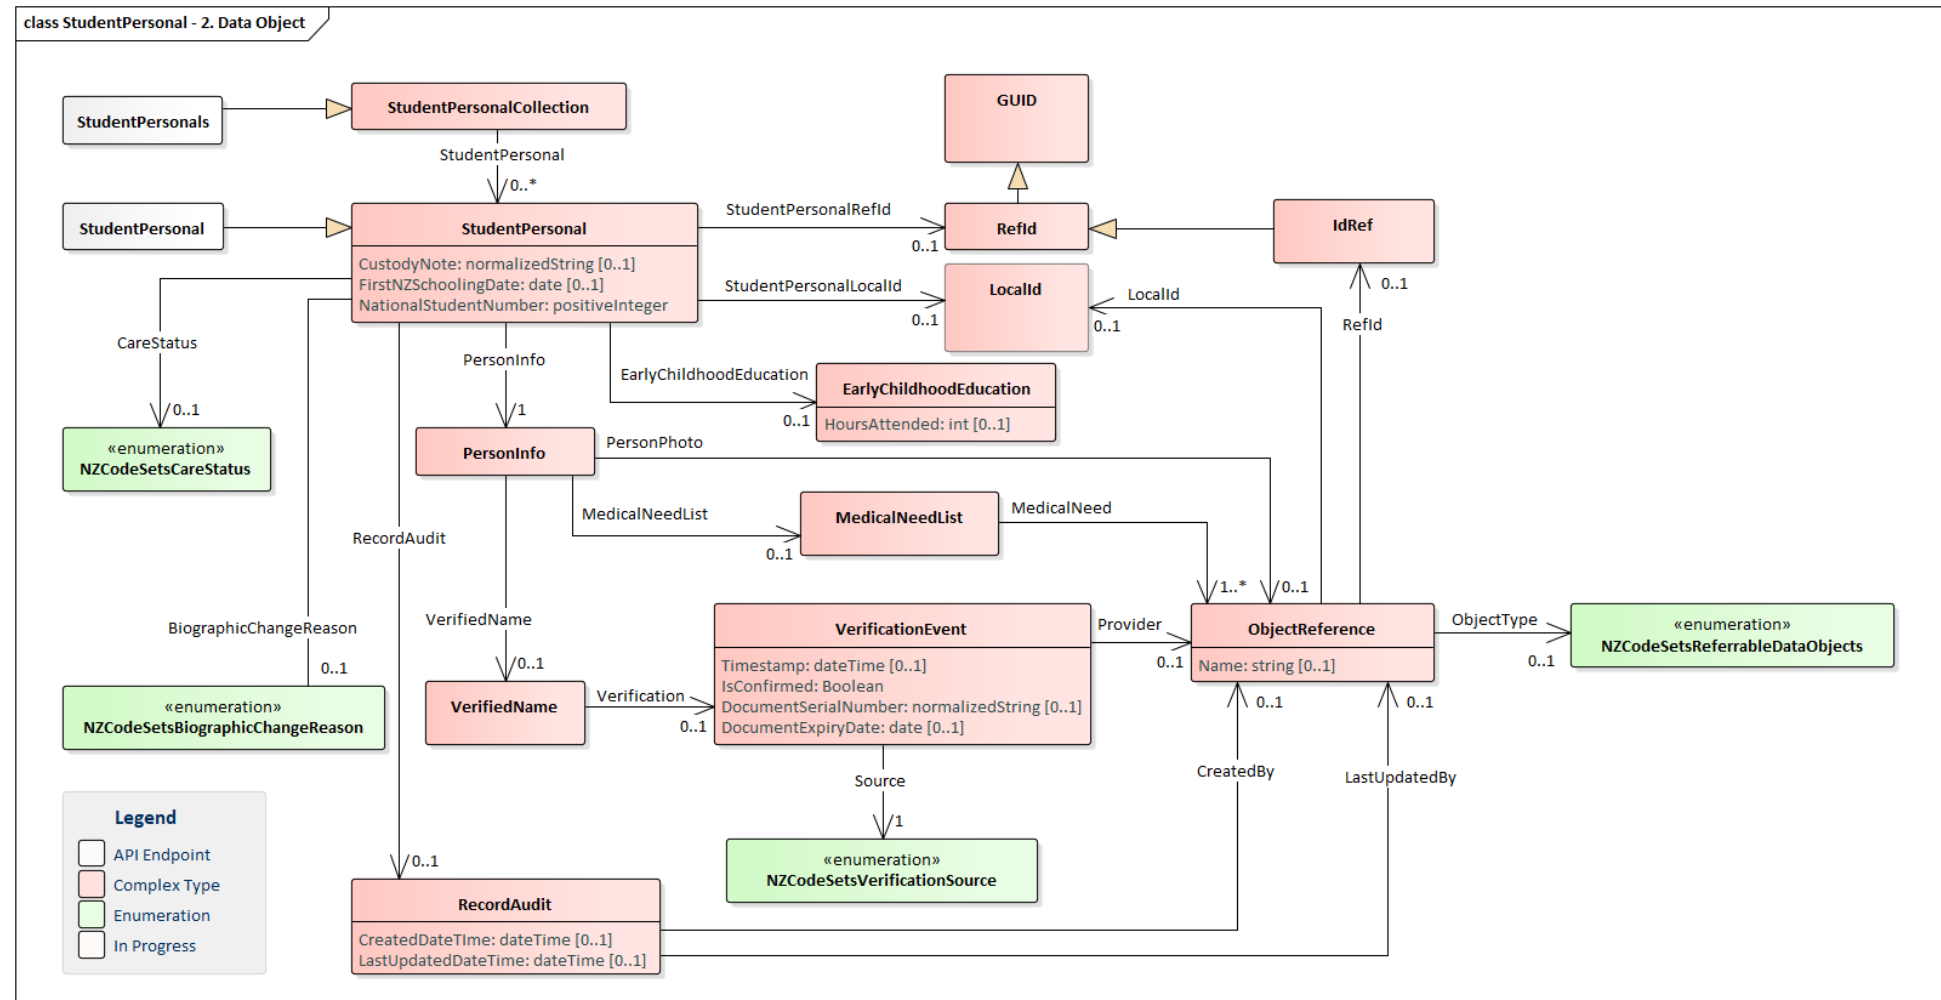 class StudentPersonal - 2. Data Object
StudentPersonals
StudentPersonalCollection
GUID
StudentPersonal
0..*
StudentPersonal
StudentPersonal
CustodyNote: normalizedString [0..1]
FirstNZSchoolingDate: date [0..1]
NationalStudentNumber: positiveInteger
StudentPersonalRefId
0..1
RefId
IdRef
StudentPersonalLocalId
0..1
LocalId
LocalId
0..1
0..1
RefId
CareStatus
0..1
PersonInfo
1
EarlyChildhoodEducation
0..1
EarlyChildhoodEducation
HoursAttended: int [0..1]
«enumeration»
NZCodeSetsCareStatus
PersonInfo
PersonPhoto
MedicalNeedList
0..1
MedicalNeedList
MedicalNeed
1..*
0..1
RecordAudit
BiographicChangeReason
0..1
VerifiedName
0..1
VerificationEvent
Timestamp: dateTime [0..1]
IsConfirmed: Boolean
DocumentSerialNumber: normalizedString [0..1]
DocumentExpiryDate: date [0..1]
Provider
0..1
ObjectReference
Name: string [0..1]
ObjectType
0..1
«enumeration»
NZCodeSetsReferrableDataObjects
«enumeration»
NZCodeSetsBiographicChangeReason
VerifiedName
Verification
0..1
0..1
0..1
Source
1
CreatedBy
LastUpdatedBy
Legend
API Endpoint
Complex Type
Enumeration
In Progress
0..1
«enumeration»
NZCodeSetsVerificationSource
RecordAudit
CreatedDateTIme: dateTime [0..1]
LastUpdatedDateTime: dateTime [0..1]